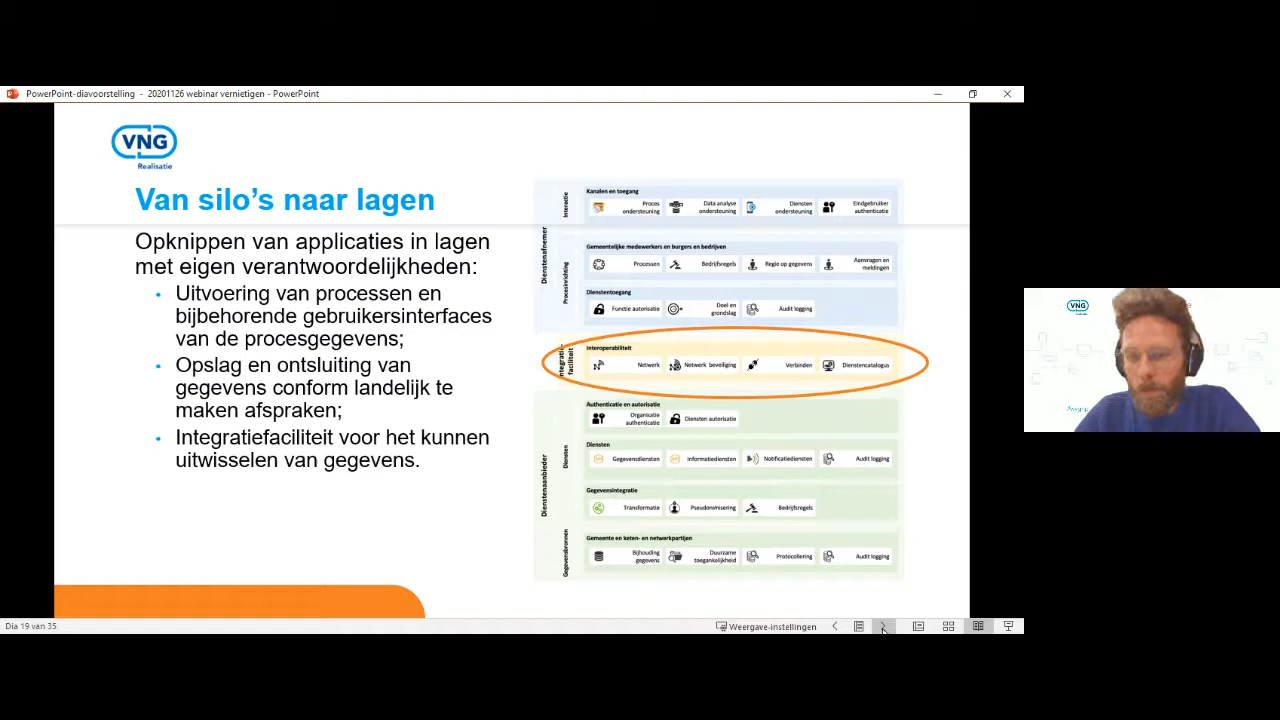 PowerPoint-diavoorstelling - 20201126 webinar vernietigen - PowerPoint
VNG
Realisatie
Van silo's naar lagen
Opknippen van applicaties in lagen
met eigen verantwoordelijkheden:
• Uitvoering van processen en
bijbehorende gebruikersinterfaces
van de procesgegevens;
• Opslag en ontsluiting van
gegevens conform landelijk te
maken afspraken;
• Integratiefaciliteit voor het kunnen
uitwisselen van gegevens.
Dienstenafnemer
Interactie
Kanalen en toegang
Proces ondersteuning
Data analyse ondersteuning
Diensten ondersteuning
Eindgebruiker authenticatie
Procesinrichting
Gemeentelijke medewerkers en burgers en bedrijven
Processen
Bedrijfsregels
Regie op gegevens
Aanvragen en meldingen
Dienstentoegang
Functie autorisatie
Doel en grondslag
Audit logging
Integratie-
faciliteit
Interoperabiliteit
Netwerk
Netwerk beveiliging
Verbinden
Dienstencatalogus
Dienstenaanbieder
Authenticatie en autorisatie
Organisatie authenticatie
Diensten autorisatie
Diensten
Diensten
Gegevensdiensten
Informatiediensten
Notificatiediensten
Audit logging
Gegevensintegratie
Transformatie
Pseudonimisering
Bedrijfsregels
Gegevensbronnen
Gemeente en keten- en netwerkpartijen
Bijhouding gegevens
Duurzame toegankelijkheid
Protocollering
Audit logging
Dia 19 van 35
Weergave-instellingen
VNG